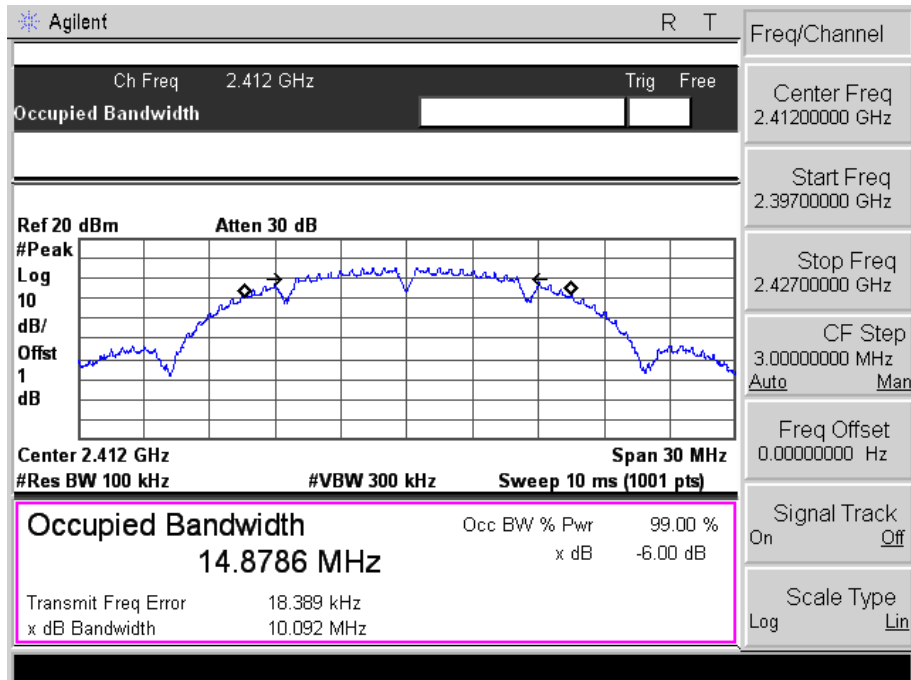 Agilent
R T
Ch Freq 2.412 GHz Trig Free
Occupied Bandwidth
Ref 20 dBm Atten 30 dB
#Peak
Log
10
dB/
Offst
1
dB
Center 2.412 GHz Span 30 MHz
#Res BW 100 kHz #VBW 300 kHz Sweep 10 ms (1001 pts)
Occupied Bandwidth Occ BW % Pwr 99.00 %
14.8786 MHz x dB -6.00 dB
Transmit Freq Error 18.389 kHz
x dB Bandwidth 10.092 MHz
Freq/Channel
Center Freq
2.41200000 GHz
Start Freq
2.39700000 GHz
Stop Freq
2.42700000 GHz
CF Step
3.00000000 MHz
Auto Man
Freq Offset
0.00000000 Hz
Signal Track
On Off
Scale Type
Log Lin